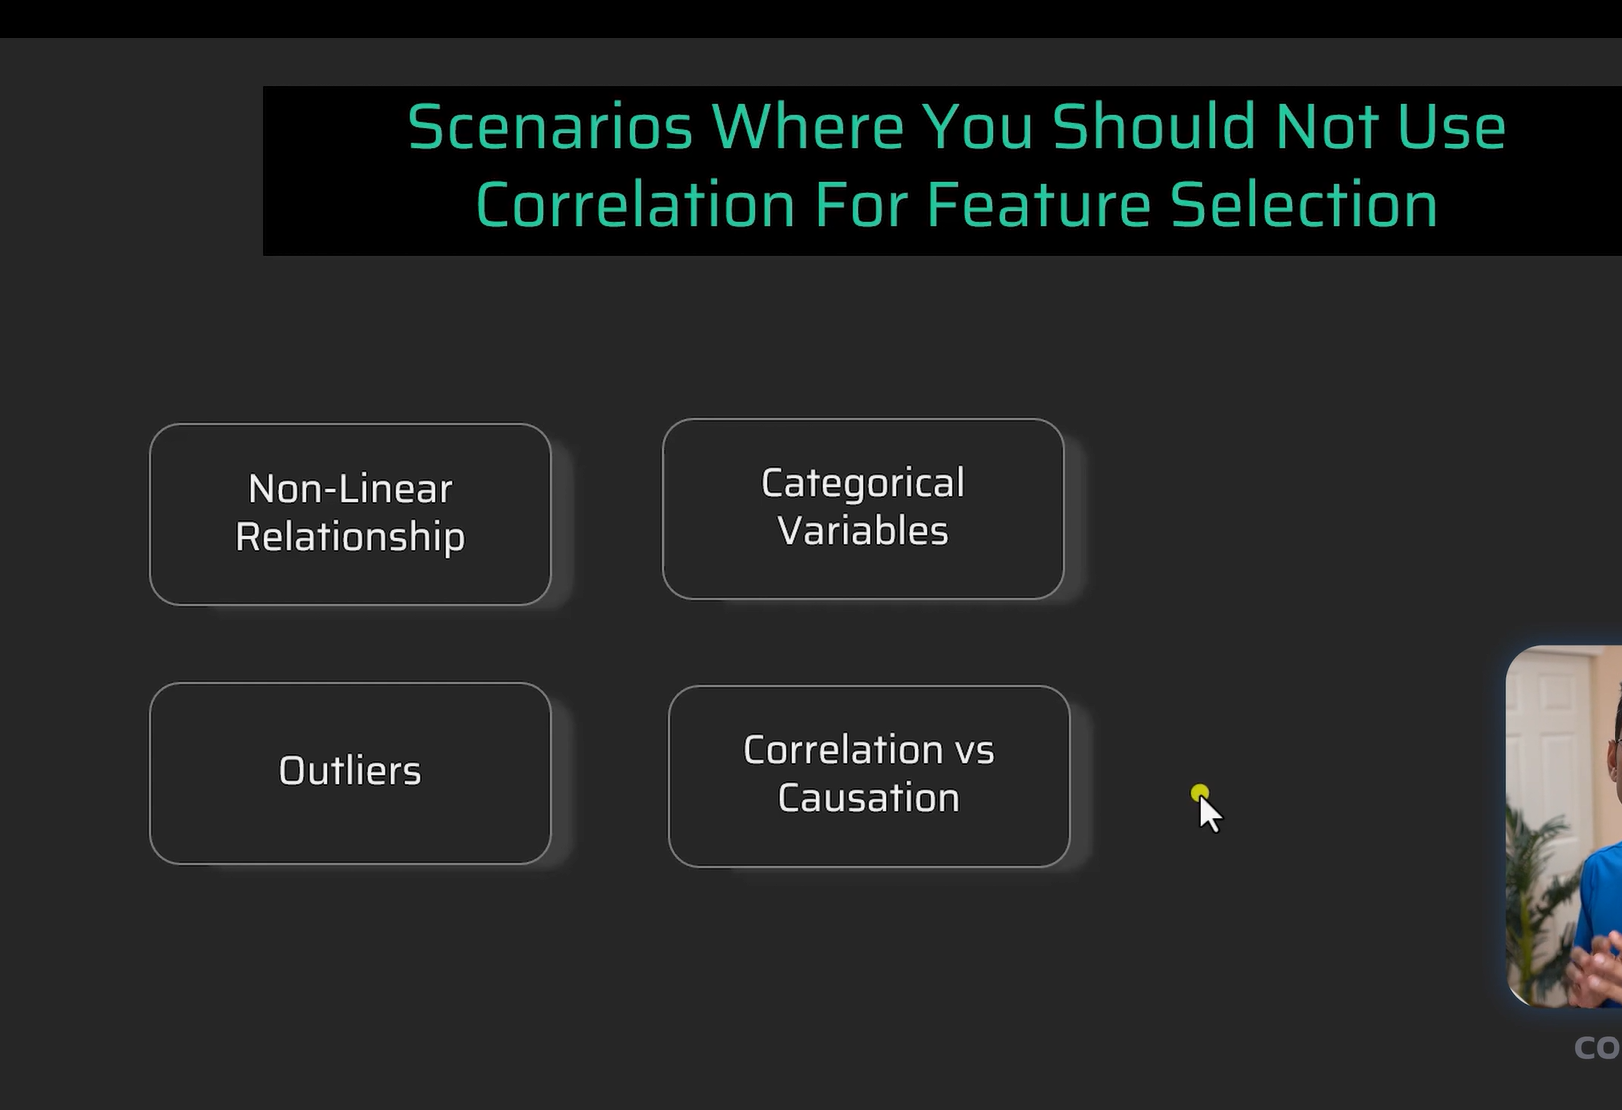 Scenarios Where You Should Not Use
Correlation For Feature Selection
Non-Linear
Relationship
Categorical
Variables
Outliers
Correlation vs
Causation